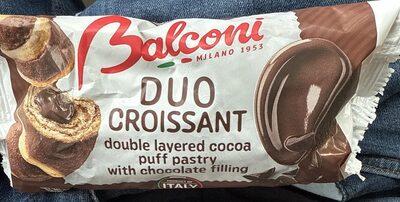 Balconi
MILANO 1953
DUO
CROISSANT
double layered cocoa
puff pastry
with chocolate filling
ITALY